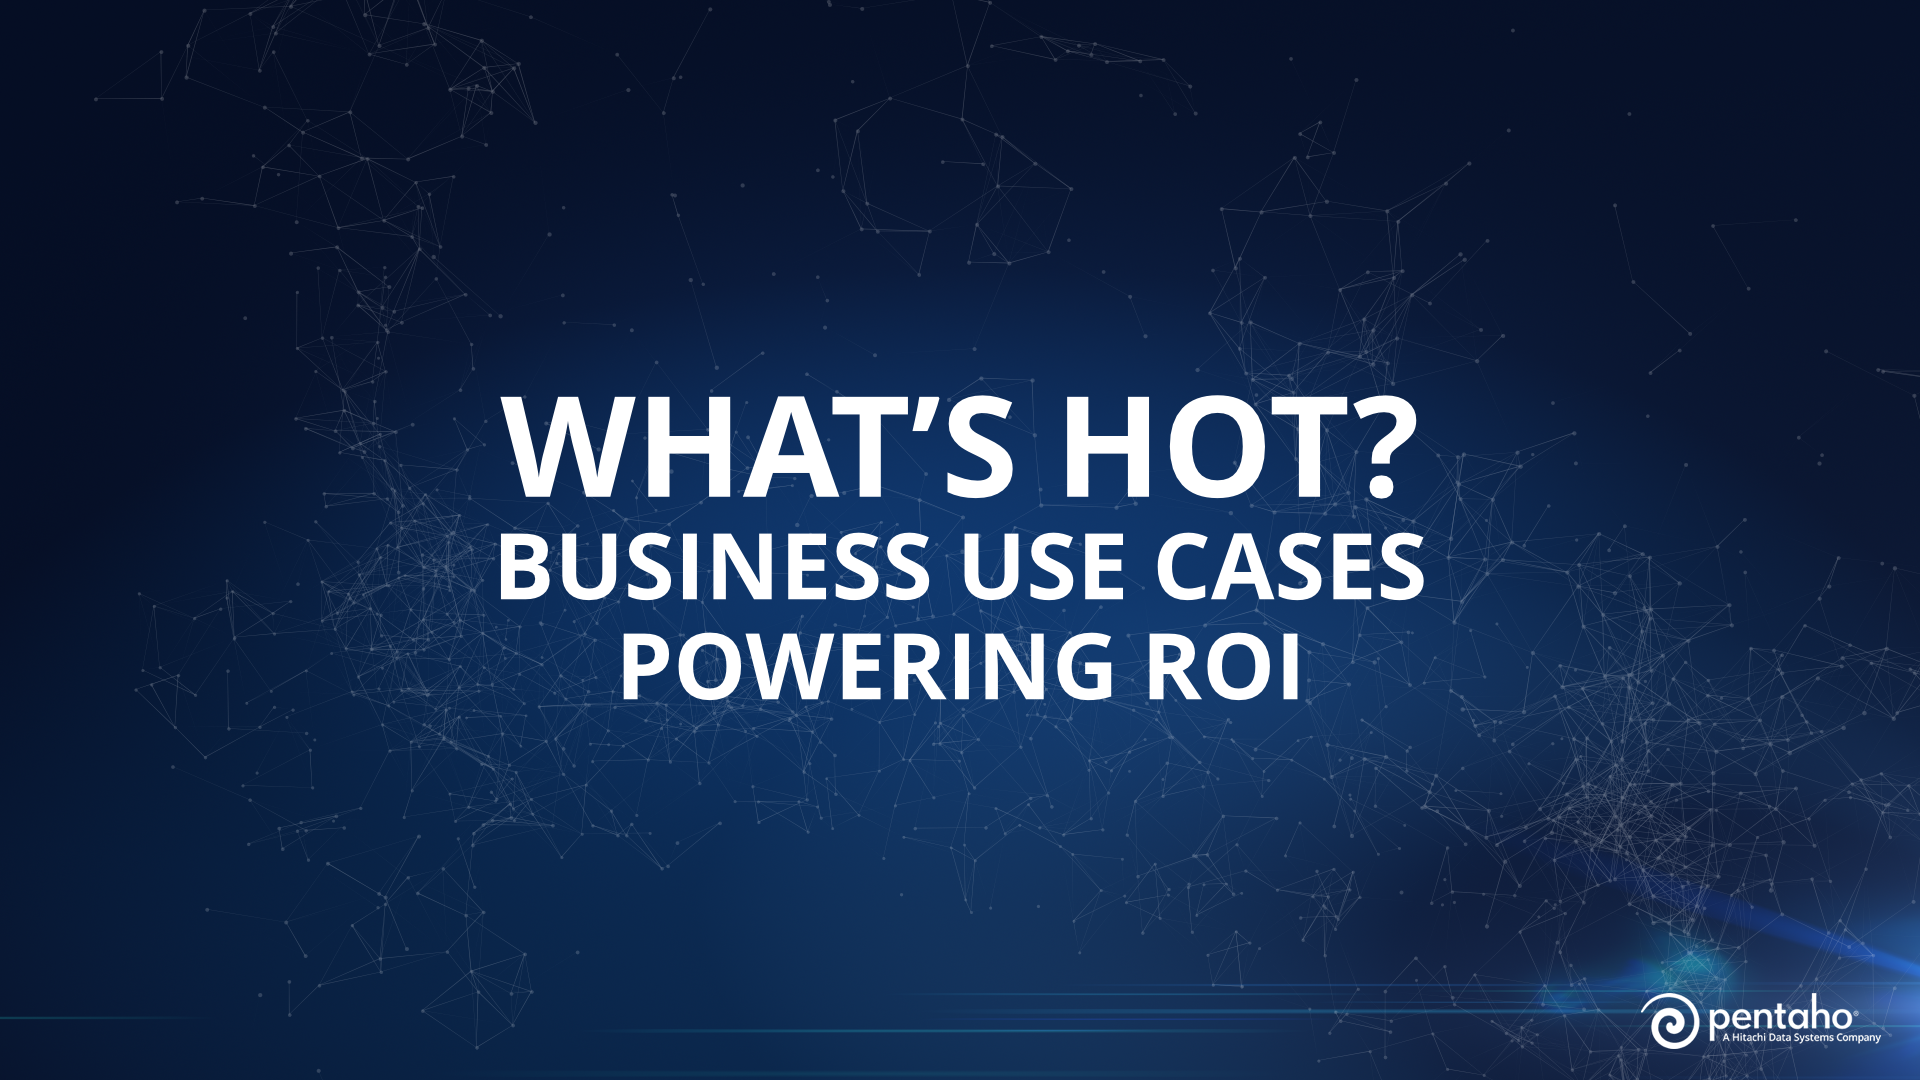 WHAT’S HOT?
BUSINESS USE CASES
POWERING ROI
pentaho®
A Hitachi Data Systems Company